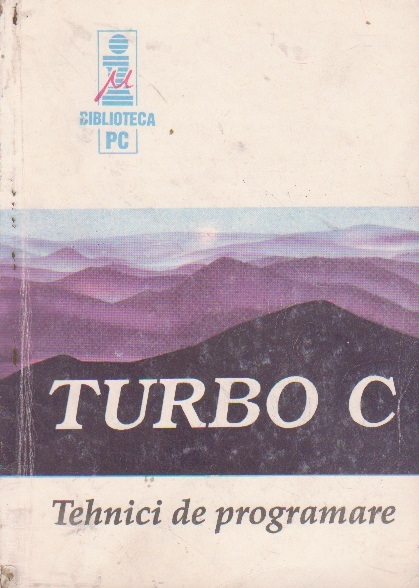 μ
BIBLIOTECA
PC
TURBO C
Tehnici de programare